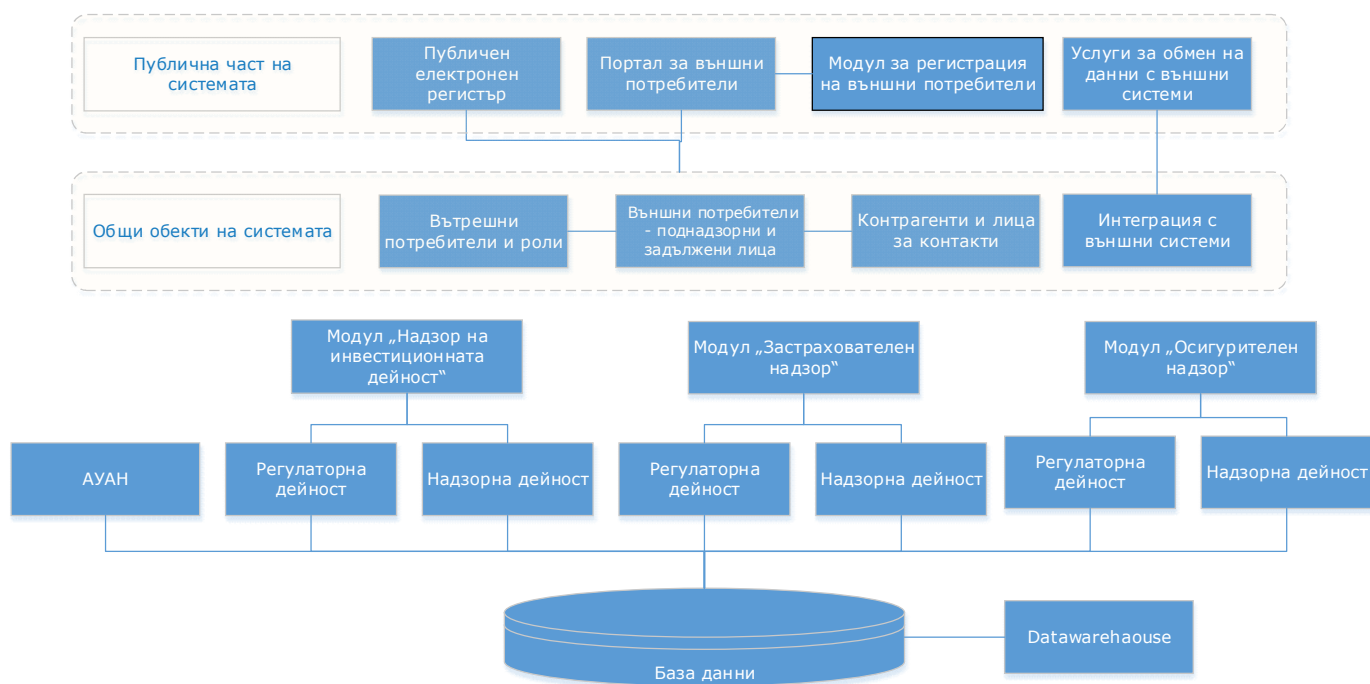 Публична част на
системата
Публичен
електронен
регистър
Портал за външни
потребители
Модул за регистрация
на външни потребители
Услуги за обмен на
данни с външни
системи
Общи обекти на системата
Вътрешни
потребители и роли
Външни потребители
- поднадзорни и
задължени лица
Контрагенти и лица
за контакти
Интеграция с
външни системи
Модул „Надзор на
инвестиционната
дейност“
Модул „Застрахователен
надзор“
Модул „Осигурителен
надзор“
АУАН
Регулаторна
дейност
Надзорна дейност
Регулаторна
дейност
Надзорна дейност
Регулаторна
дейност
Надзорна дейност
База данни
Datawarehaouse